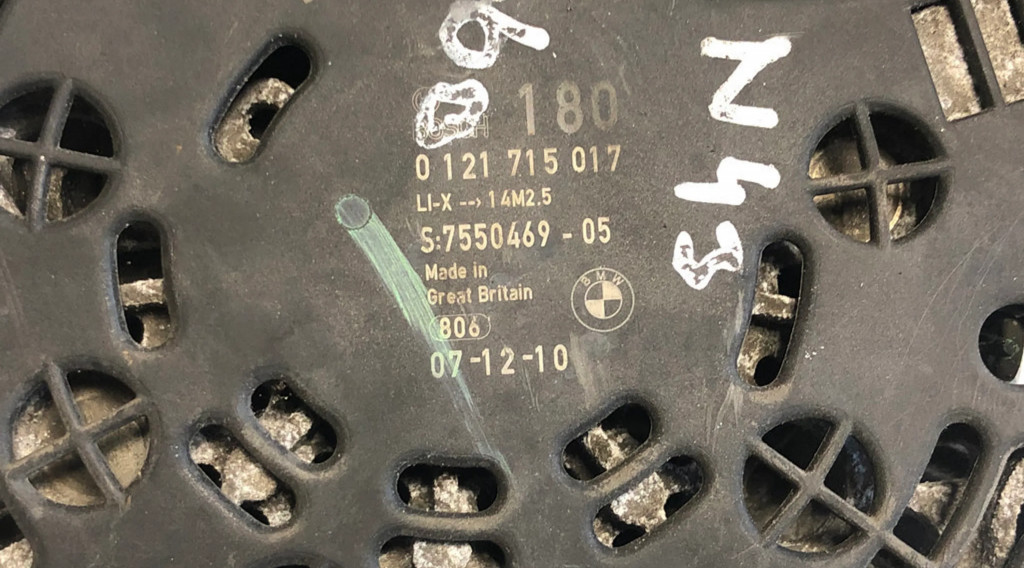 180
BOSCH
0 121 715 017
LI-X --> 14M2.5
S:7550469 - 05
Made in
Great Britain
BMW
806
07-12-10
N43